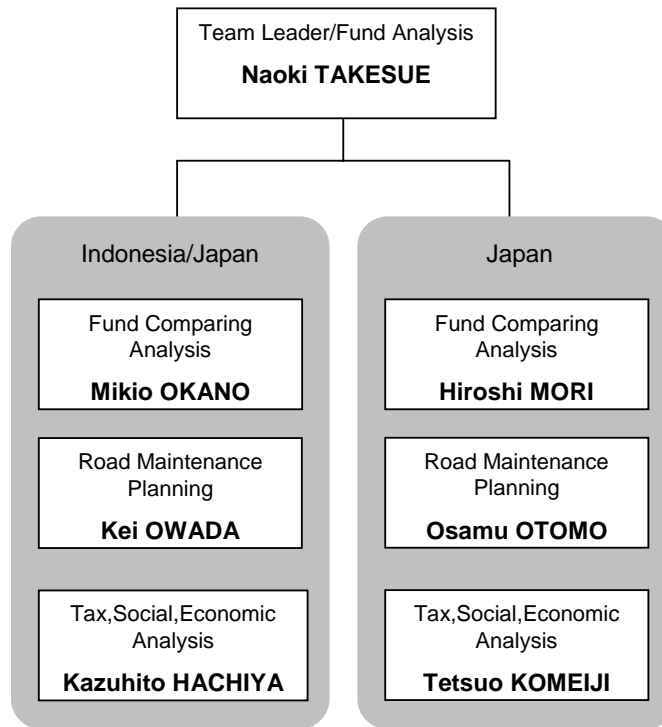 Team Leader/Fund Analysis
Naoki TAKESUE
Indonesia/Japan
Fund Comparing
Analysis
Mikio OKANO
Road Maintenance
Planning
Kei OWADA
Tax,Social,Economic
Analysis
Kazuhito HACHIYA
Japan
Fund Comparing
Analysis
Hiroshi MORI
Road Maintenance
Planning
Osamu OTOMO
Tax,Social,Economic
Analysis
Tetsuo KOMEIJI